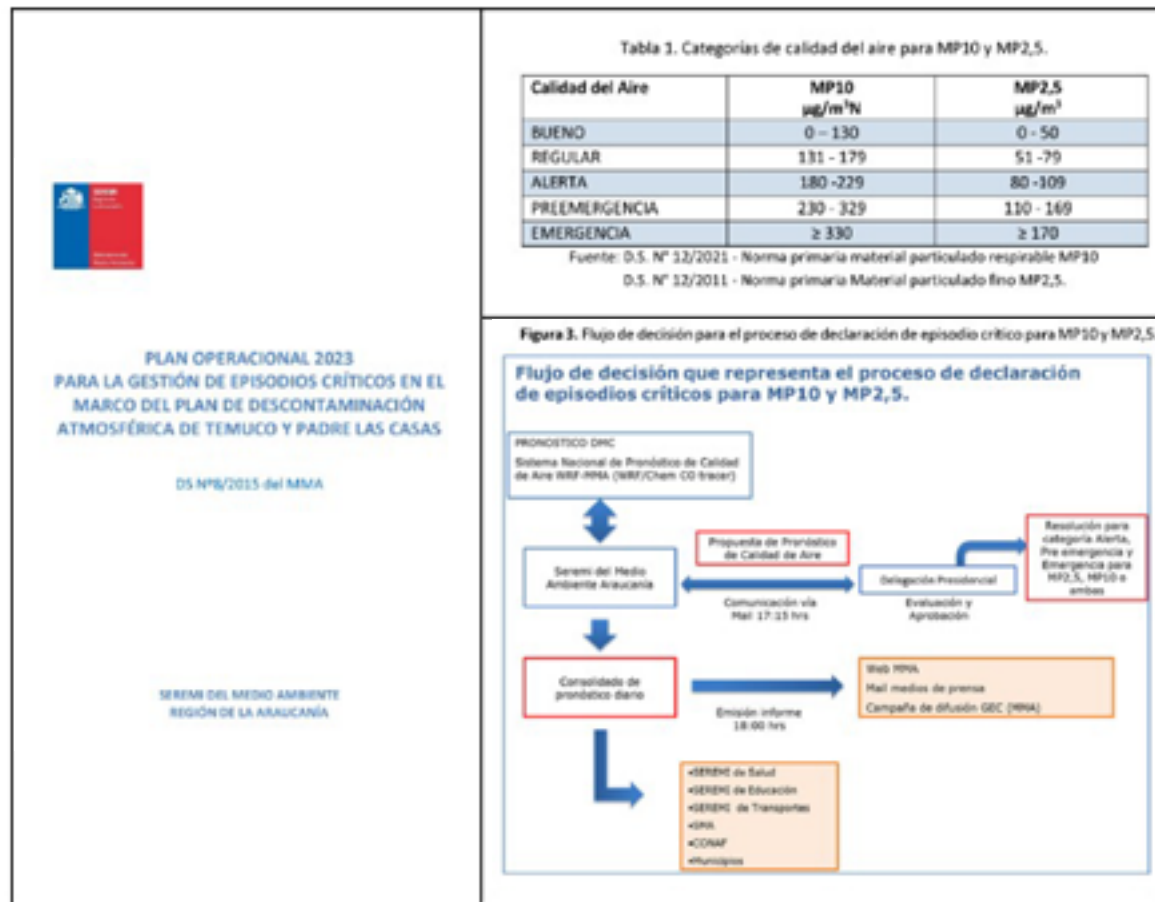 PLAN OPERACIONAL 2023
PARA LA GESTIÓN DE EPISODIOS CRÍTICOS EN EL
MARCO DEL PLAN DE DESCONTAMINACIÓN
ATMOSFÉRICA DE TEMUCO Y PADRE LAS CASAS
DS Nº8/2015 del MMA
SEREMI DEL MEDIO AMBIENTE
REGIÓN DE LA ARAUCANÍA
Tabla 1. Categorías de calidad del aire para MP10 y MP2,5.
Calidad del Aire MP10 MP2,5
µg/m³N µg/m³
BUENO 0 – 130 0 - 50
REGULAR 131 - 179 51 -79
ALERTA 180 -229 80 -109
PREEMERGENCIA 230 - 329 110 - 169
EMERGENCIA ≥ 330 ≥ 170
Fuente: D.S. N° 12/2021 - Norma primaria material particulado respirable MP10
D.S. N° 12/2011 - Norma primaria Material particulado fino MP2,5.
Figura 3. Flujo de decisión para el proceso de declaración de episodio crítico para MP10 y MP2,5
Flujo de decisión que representa el proceso de declaración
de episodios críticos para MP10 y MP2,5.
PRONOSTICO DMC
Sistema Nacional de Pronóstico de Calidad
de Aire WRF-MMA (WRF/Chem CO tracer)
Seremi del Medio
Ambiente Araucanía
Propuesta de Pronóstico
de Calidad de Aire
Comunicación vía
Mail 17:15 hrs
Delegación Presidencial
Evaluación y
Aprobación
Resolución para
categoría Alerta,
Pre emergencia y
Emergencia para
MP2,5, MP10 o
ambas
Consolidado de
pronóstico diario
Emisión informe
18:00 hrs
Web MMA
Mail medios de prensa
Campaña de difusión GEC (MMA)
•SEREMI de Salud
•SEREMI de Educación
•SEREMI de Transportes
•SMA
•CONAF
•Municipios